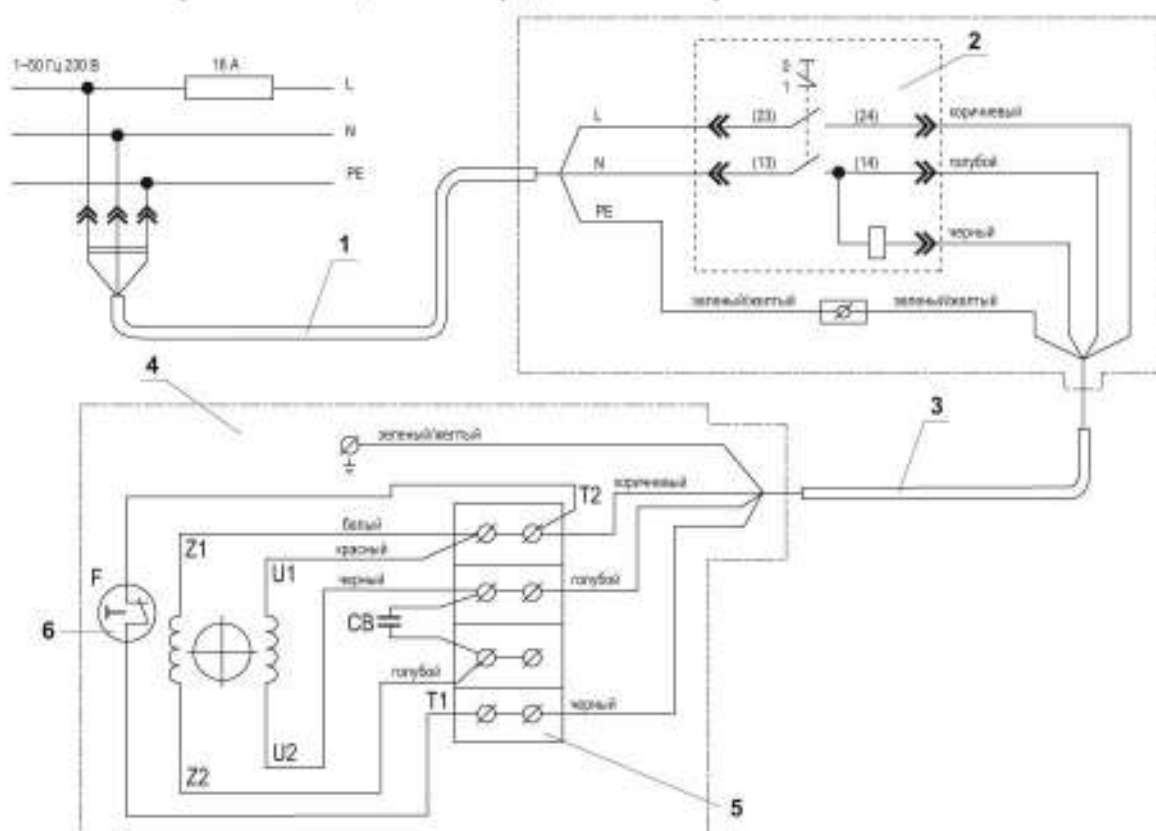 1~50 Гц 230 В
16 А
L
N
PE
1
2
0
1
L
(23)
(24)
коричневый
N
(13)
(14)
голубой
PE
черный
зеленый/желтый
зеленый/желтый
3
4
зеленый/желтый
T2
коричневый
белый
Z1
красный
U1
F
черный
голубой
CB
6
голубой
T1
черный
U2
Z2
5